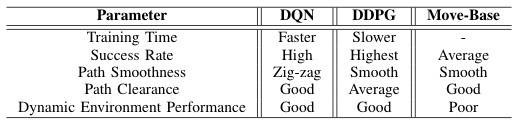 Parameter DQN DDPG Move-Base
Training Time Faster Slower -
Success Rate High Highest Average
Path Smoothness Zig-zag Smooth Smooth
Path Clearance Good Average Good
Dynamic Environment Performance Good Good Poor